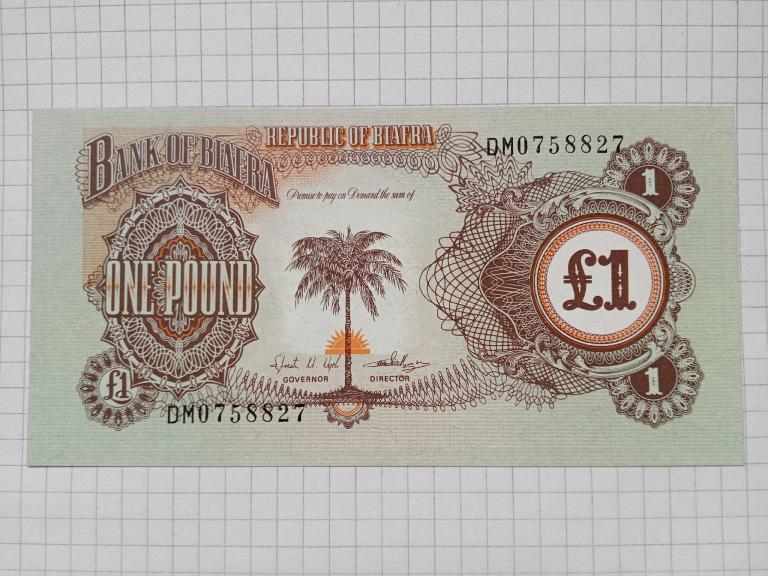 BANK OF BIAFRA
REPUBLIC OF BIAFRA
DM0758827
1
Promise to pay on Demand the sum of
ONE POUND
£1
GOVERNOR DIRECTOR
£1
1
DM0758827